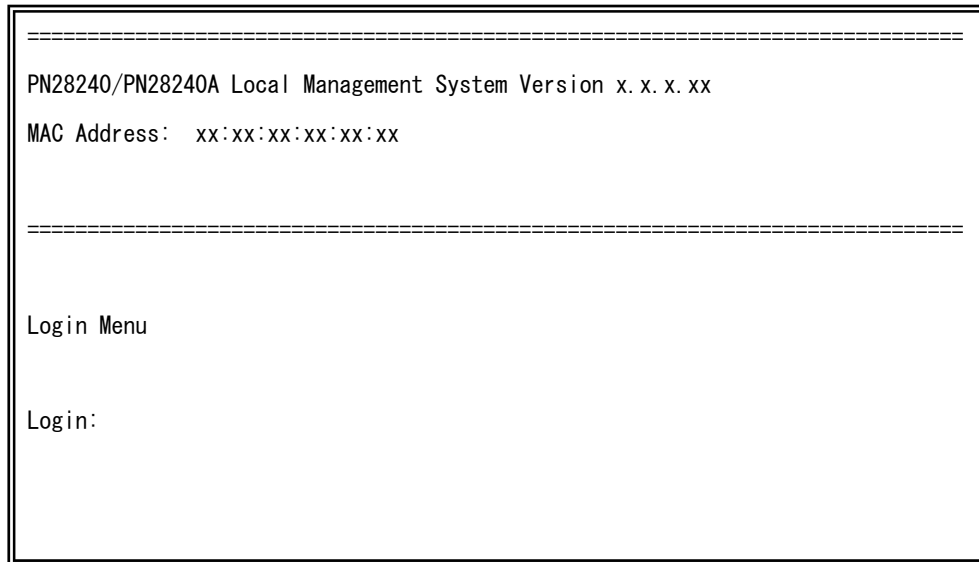 ==============================================================================
PN28240/PN28240A Local Management System Version x.x.x.xx
MAC Address:  xx:xx:xx:xx:xx:xx
==============================================================================
Login Menu
Login: